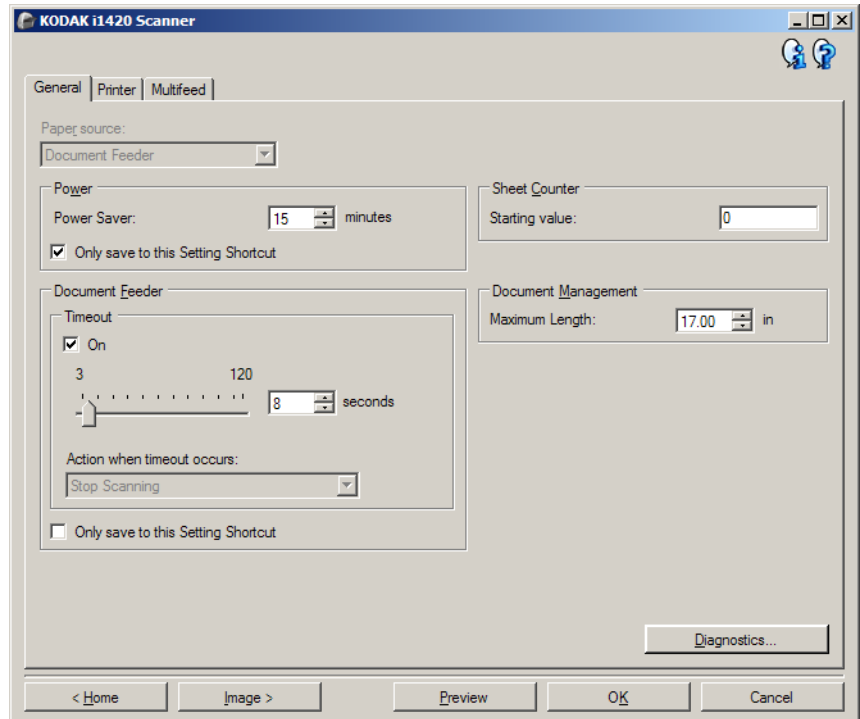 KODAK i1420 Scanner
General Printer Multifeed
Paper source:
Document Feeder
Power
Power Saver: 15 minutes
Only save to this Setting Shortcut
Sheet Counter
Starting value: 0
Document Feeder
Timeout
On
3 120
8 seconds
Action when timeout occurs:
Stop Scanning
Only save to this Setting Shortcut
Document Management
Maximum Length: 17.00 in
Diagnostics...
< Home Image > Preview OK Cancel